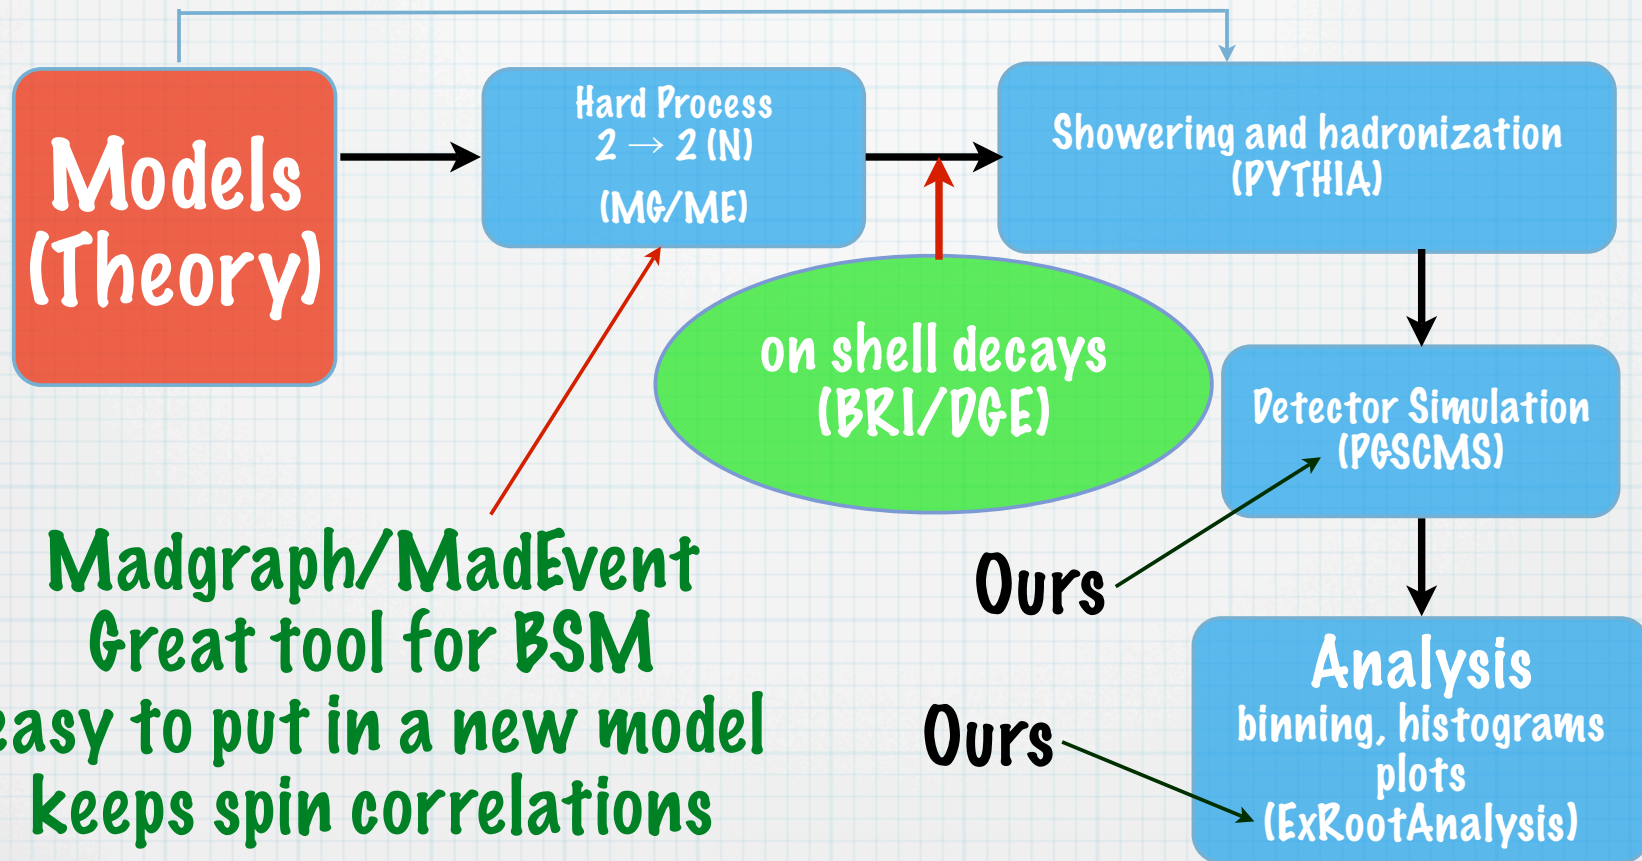 Models
(Theory)
Hard Process
2 → 2 (N)
(MG/ME)
Showering and hadronization
(PYTHIA)
on shell decays
(BRI/DGE)
Detector Simulation
(PGSCMS)
Madgraph/MadEvent
Great tool for BSM
easy to put in a new model
keeps spin correlations
Ours
Ours
Analysis
binning, histograms
plots
(ExRootAnalysis)